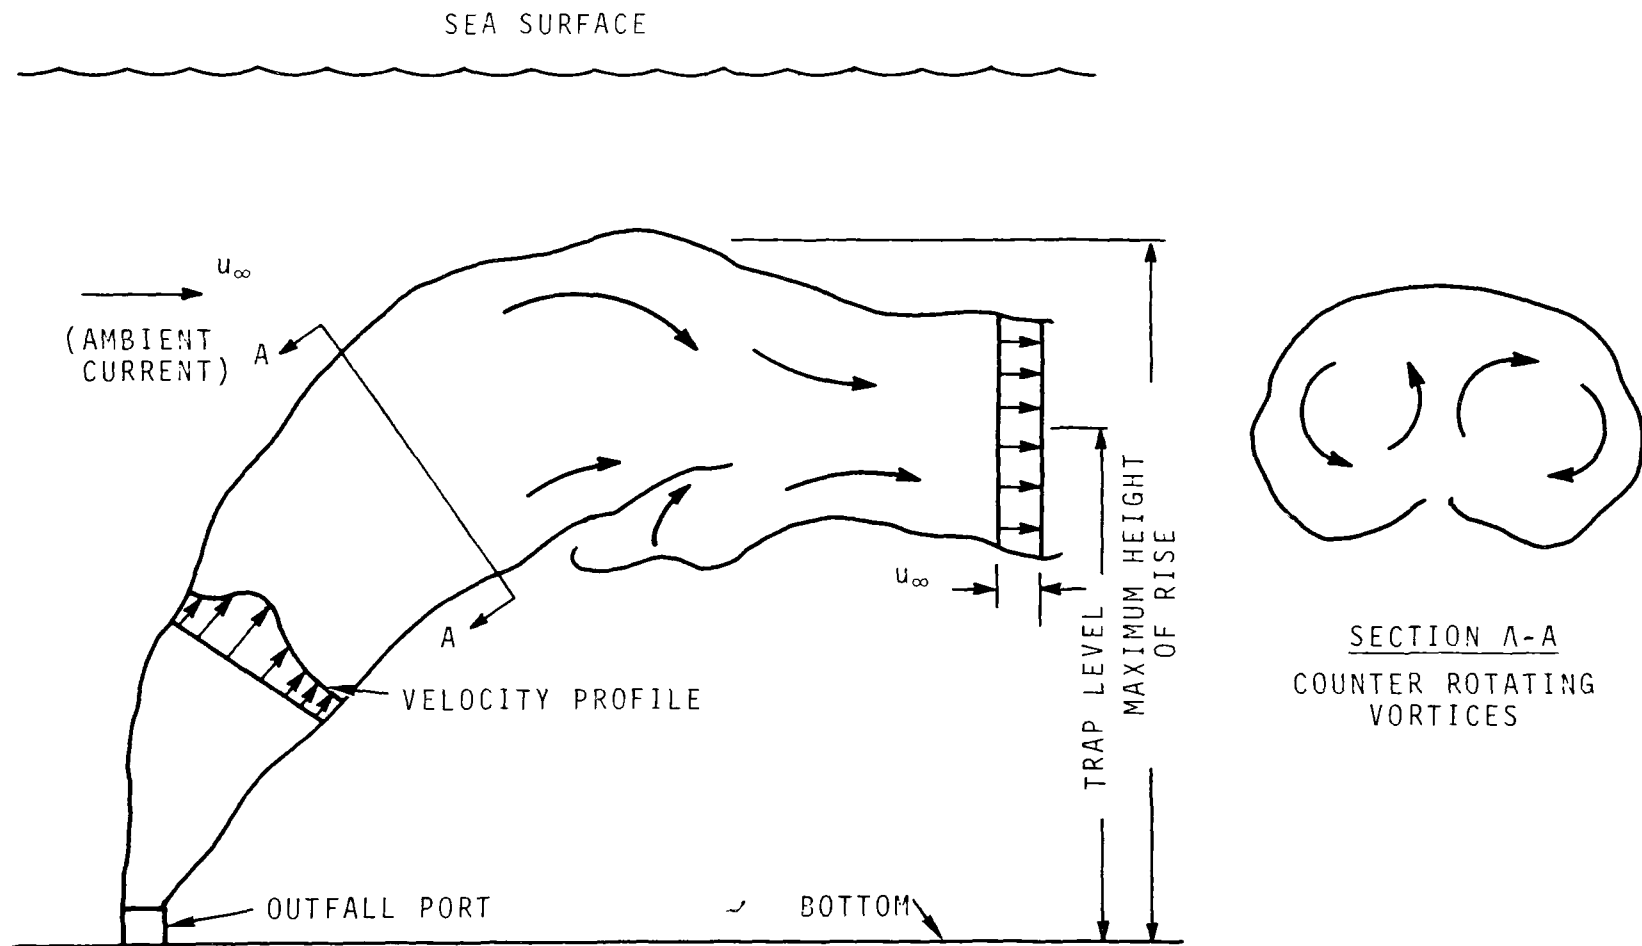 SEA SURFACE
u∞
(AMBIENT
CURRENT)
A
A
VELOCITY PROFILE
OUTFALL PORT
BOTTOM
u∞
TRAP LEVEL
MAXIMUM HEIGHT
OF RISE
SECTION A-A
COUNTER ROTATING
VORTICES